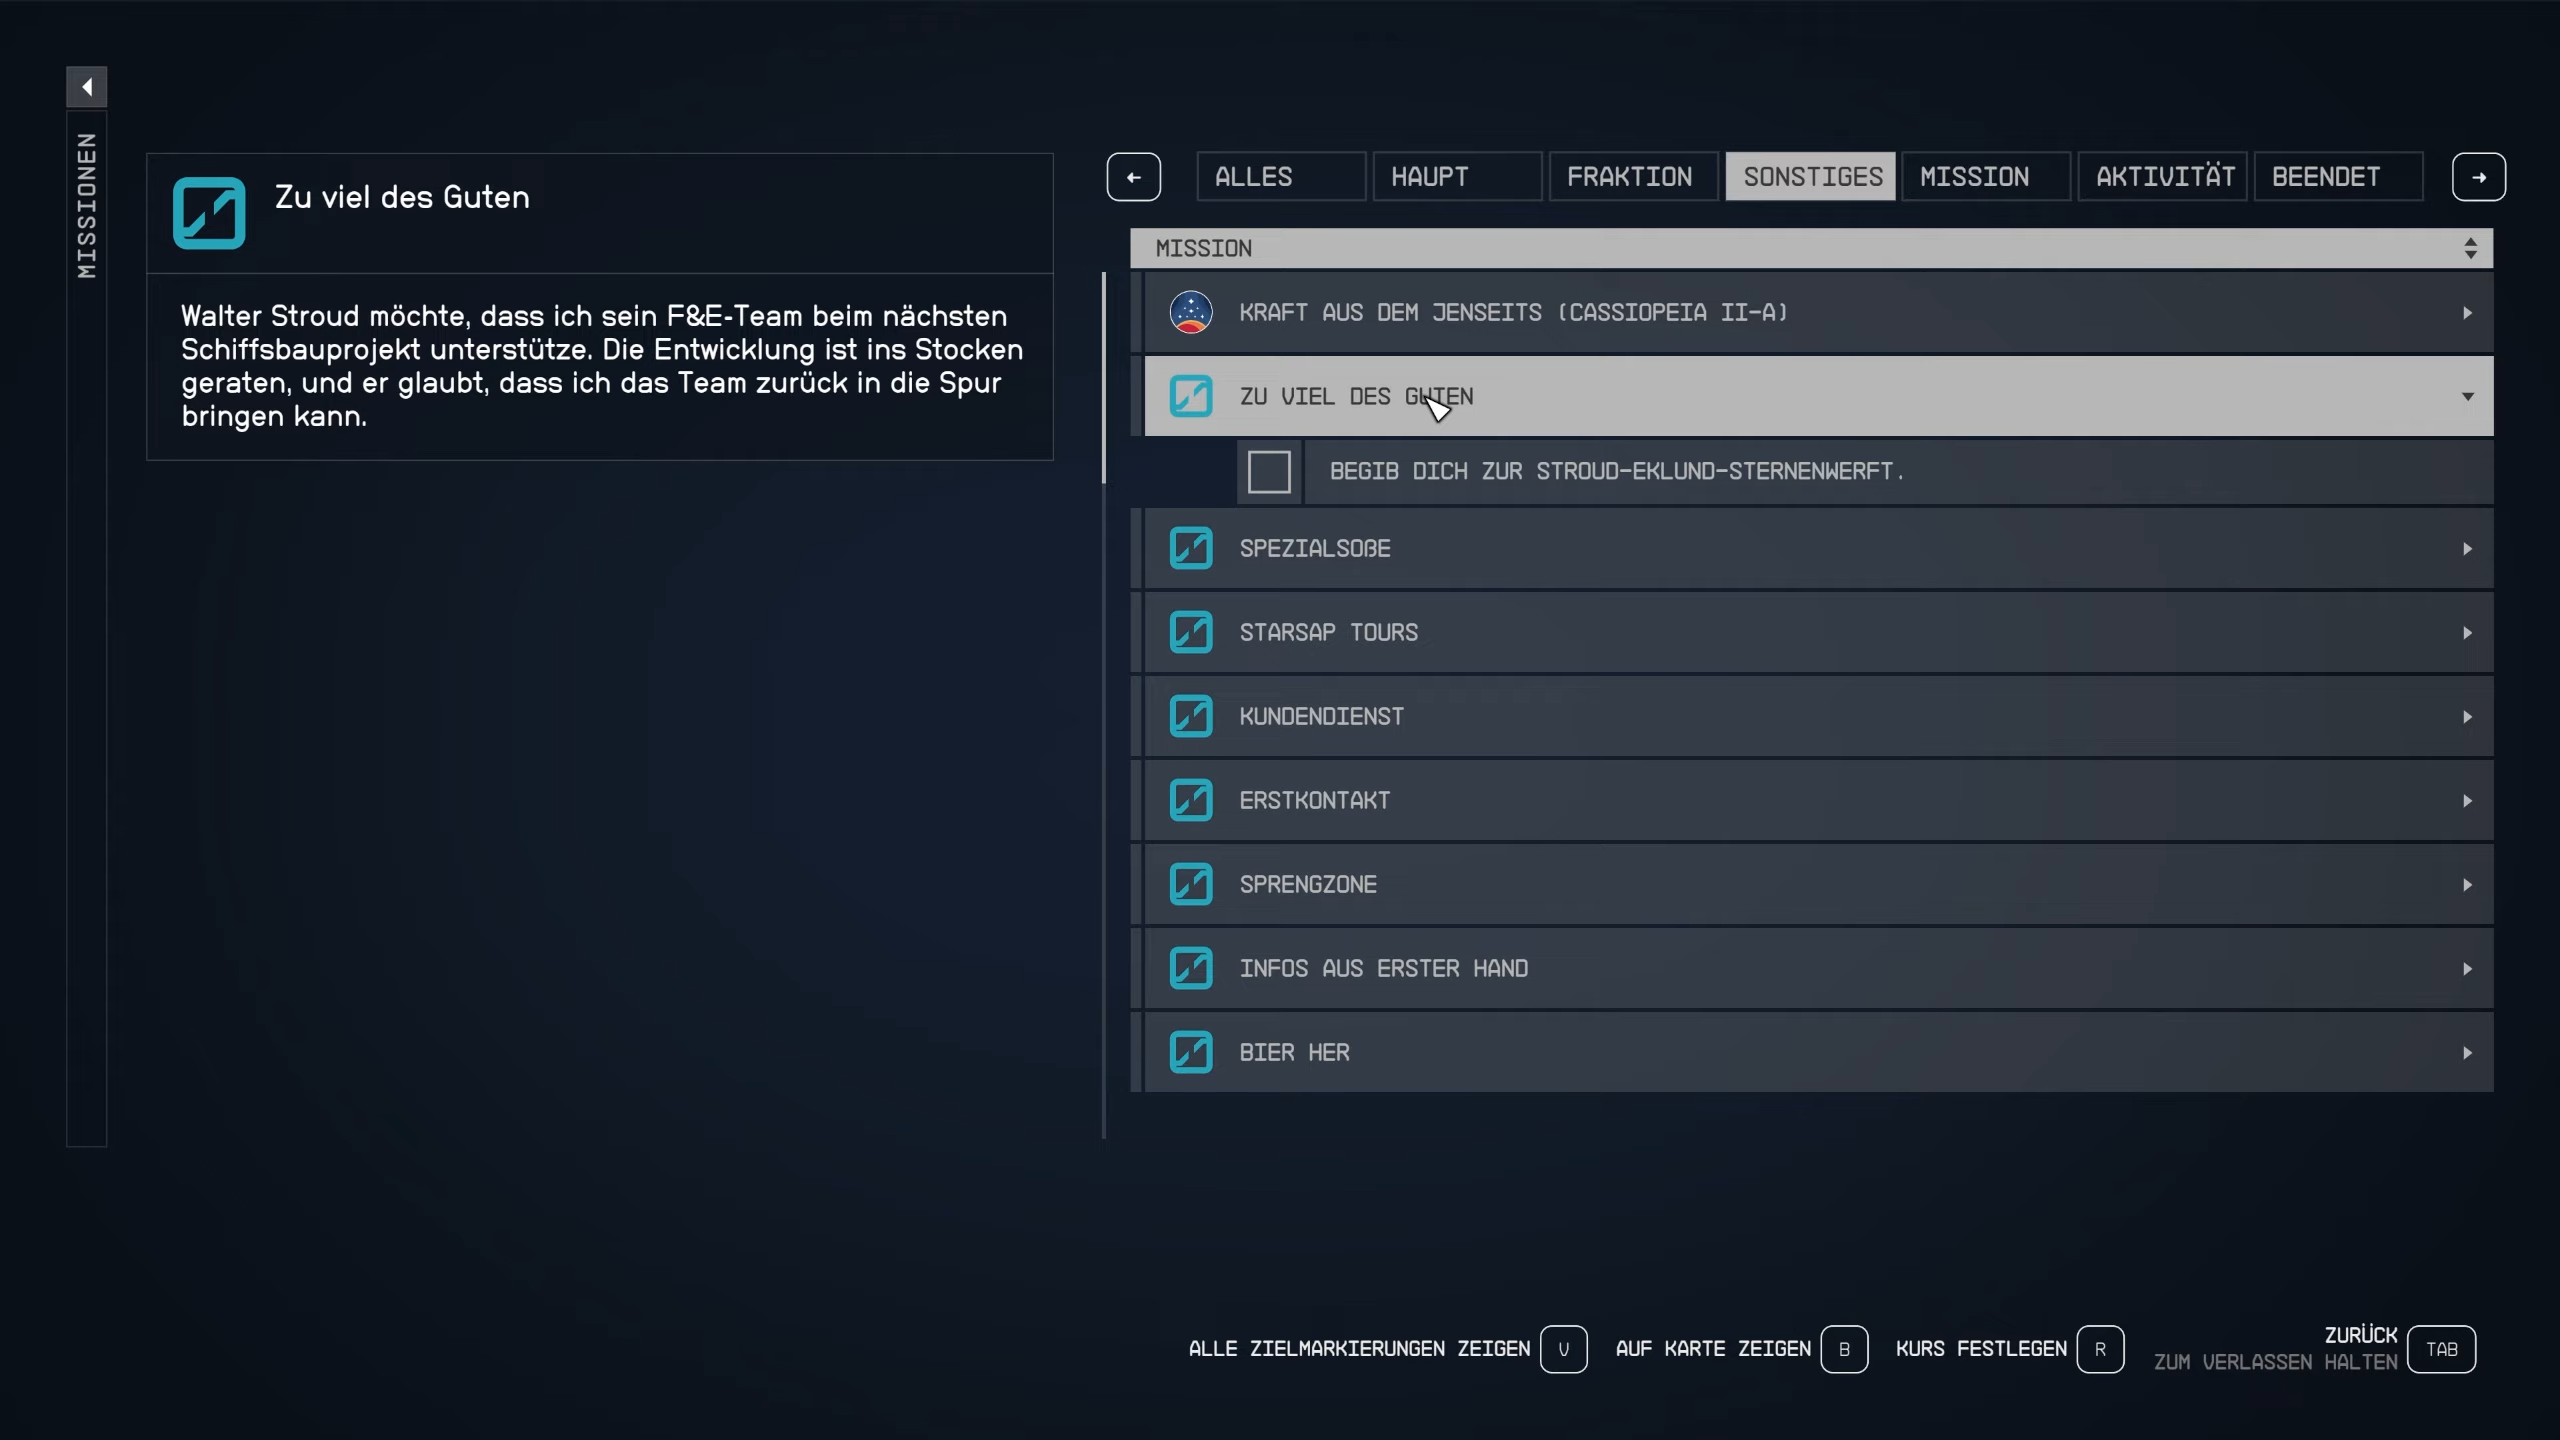 MISSIONEN
Zu viel des Guten
Walter Stroud möchte, dass ich sein F&E-Team beim nächsten
Schiffsbauprojekt unterstütze. Die Entwicklung ist ins Stocken
geraten, und er glaubt, dass ich das Team zurück in die Spur
bringen kann.
ALLES HAUPT FRAKTION SONSTIGES MISSION AKTIVITÄT BEENDET
MISSION
KRAFT AUS DEM JENSEITS (CASSIOPEIA II-A)
ZU VIEL DES GUTEN
BEGIB DICH ZUR STROUD-EKLUND-STERNENWERFT.
SPEZIALSOẞE
STARSAP TOURS
KUNDENDIENST
ERSTKONTAKT
SPRENGZONE
INFOS AUS ERSTER HAND
BIER HER
ALLE ZIELMARKIERUNGEN ZEIGEN V AUF KARTE ZEIGEN B KURS FESTLEGEN R ZURÜCK TAB
ZUM VERLASSEN HALTEN